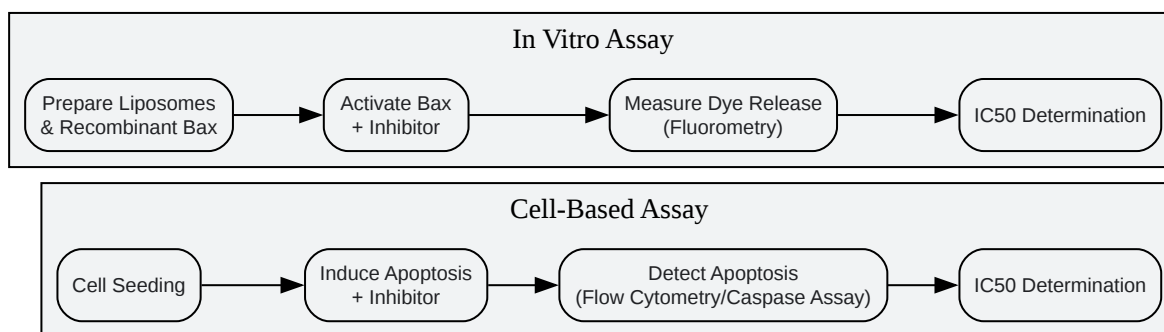 In Vitro Assay
Prepare Liposomes
& Recombinant Bax
Activate Bax
+ Inhibitor
Measure Dye Release
(Fluorometry)
IC50 Determination
Cell-Based Assay
Cell Seeding
Induce Apoptosis
+ Inhibitor
Detect Apoptosis
(Flow Cytometry/Caspase Assay)
IC50 Determination